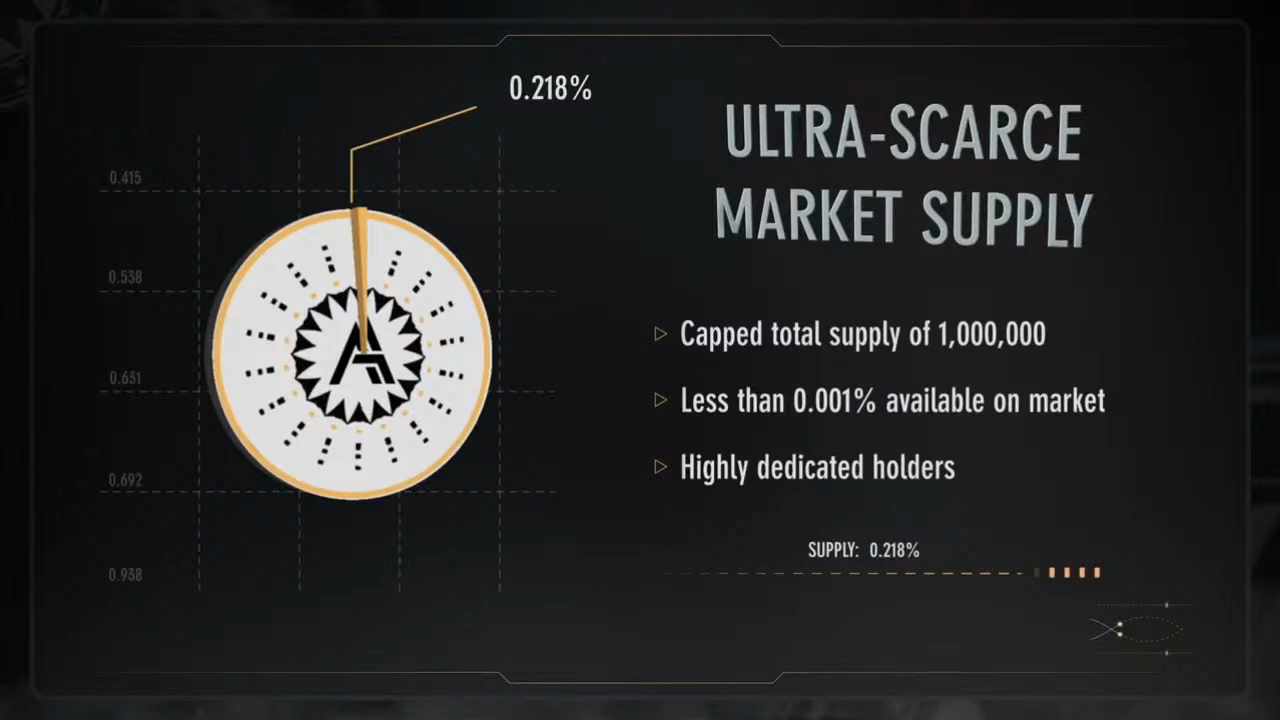 0.218%
ULTRA-SCARCE
MARKET SUPPLY
0.415
0.538
0.631
0.692
0.938
Capped total supply of 1,000,000
Less than 0.001% available on market
Highly dedicated holders
SUPPLY: 0.218%